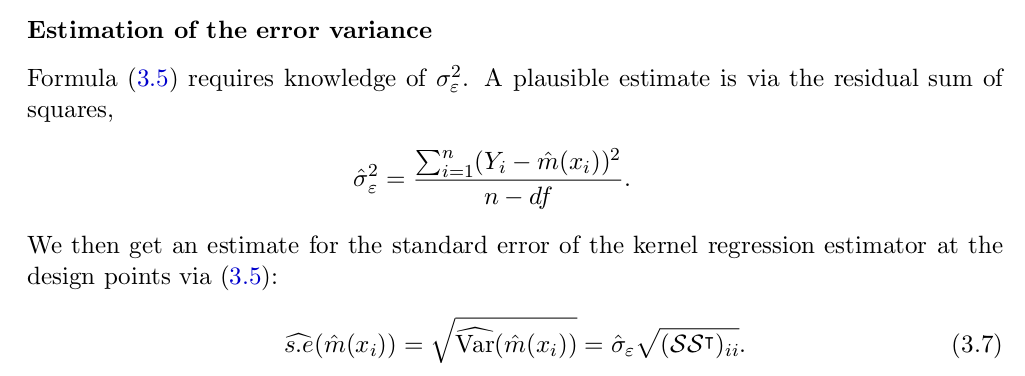 Estimation of the error variance
Formula (3.5) requires knowledge of σ_ε^2. A plausible estimate is via the residual sum of
squares,
σ̂_ε^2 = \frac{∑_{i=1}^n (Y_i − m̂(x_i))^2}{n − df}.
We then get an estimate for the standard error of the kernel regression estimator at the
design points via (3.5):
\widehat{s.e}(m̂(x_i)) = \sqrt{\widehat{Var}(m̂(x_i))} = σ̂_ε \sqrt{(𝒮𝒮^⊺)_{ii}}. (3.7)